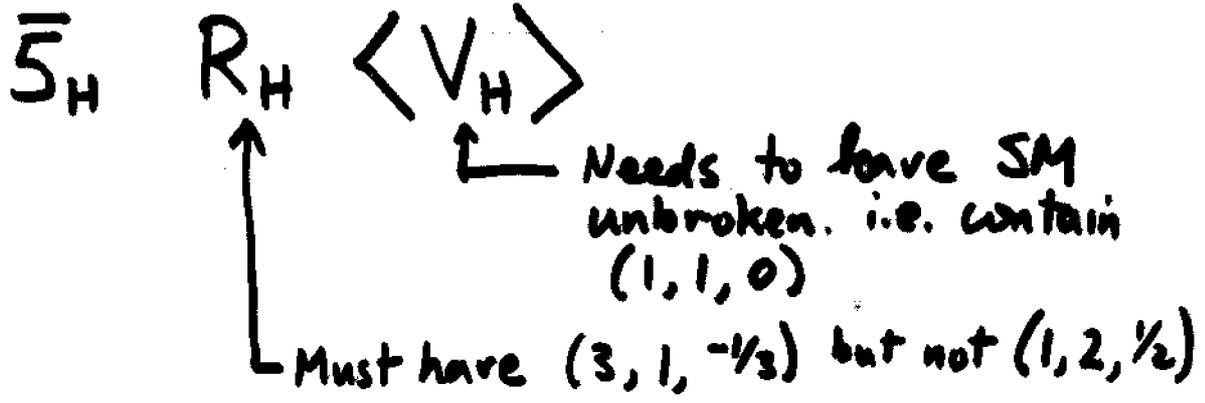 5̅_H R_H ⟨V_H⟩
Needs to leave SM
unbroken. i.e. contain
(1, 1, 0)
Must have (3, 1, -1/3) but not (1, 2, 1/2)